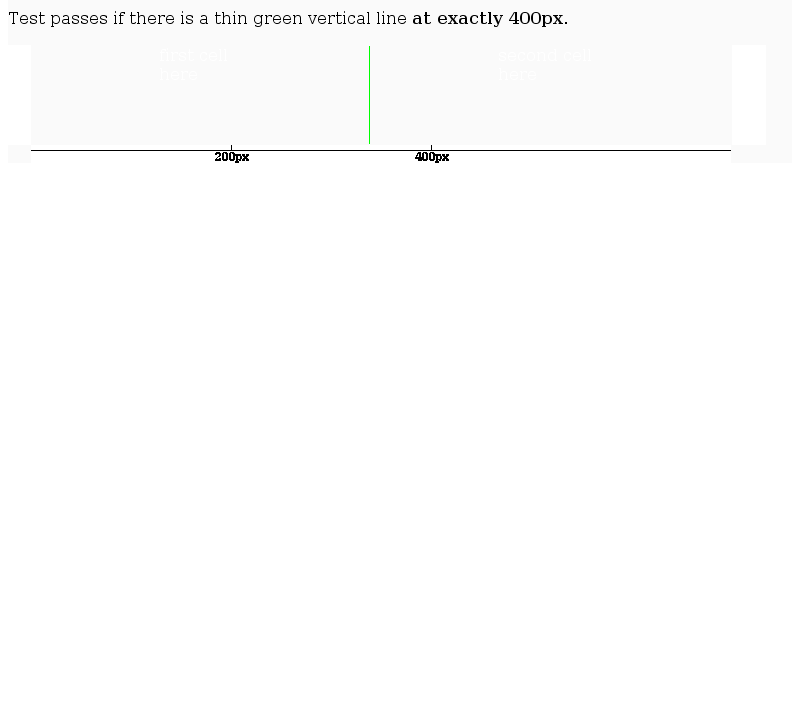 Test passes if there is a thin green vertical line at exactly 400px.
first cell second cell
here here
200px 400px